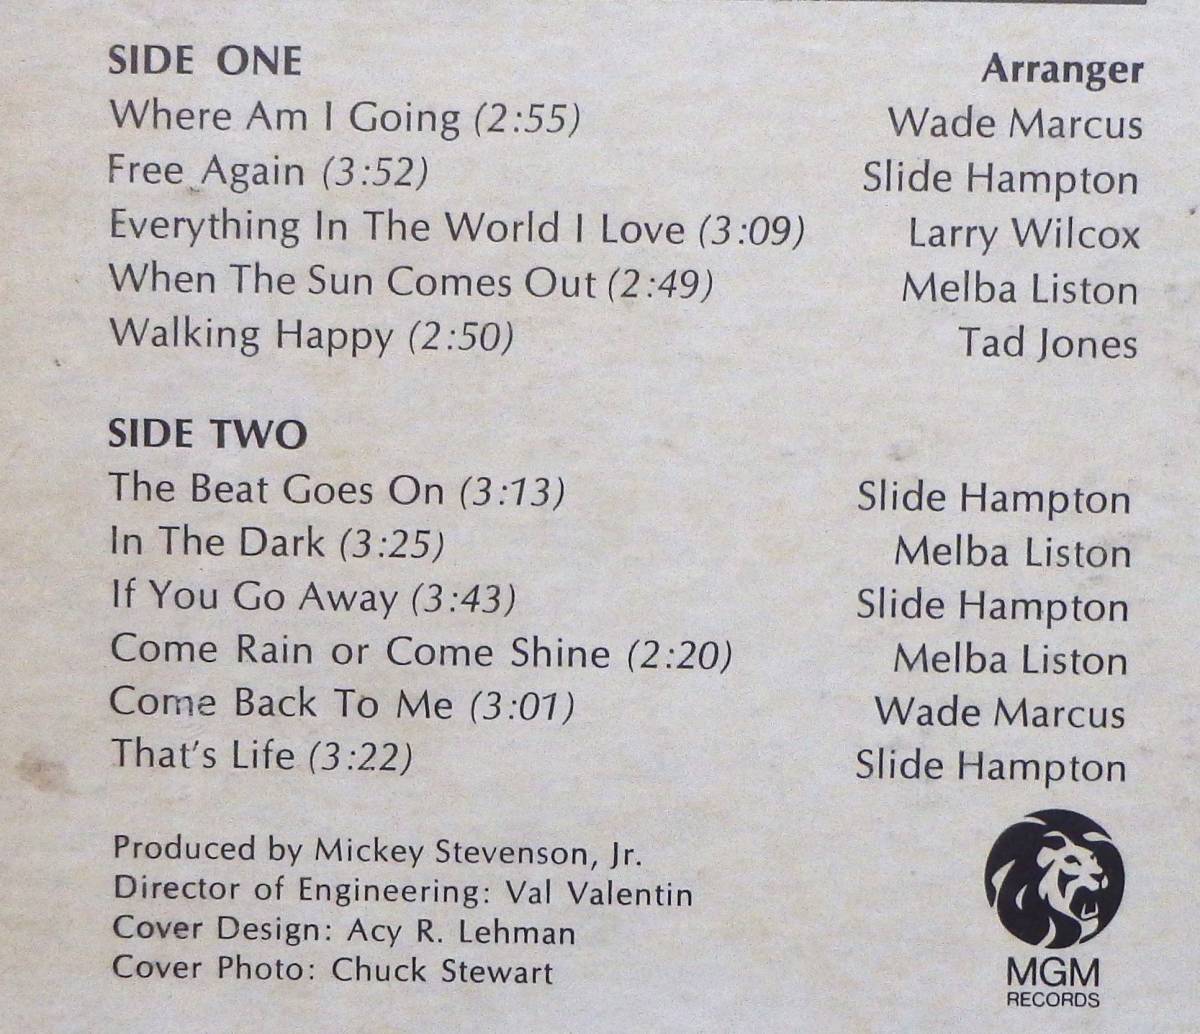 SIDE ONE Arranger
Where Am I Going (2:55) Wade Marcus
Free Again (3:52) Slide Hampton
Everything In The World I Love (3:09) Larry Wilcox
When The Sun Comes Out (2:49) Melba Liston
Walking Happy (2:50) Tad Jones
SIDE TWO
The Beat Goes On (3:13) Slide Hampton
In The Dark (3:25) Melba Liston
If You Go Away (3:43) Slide Hampton
Come Rain or Come Shine (2:20) Melba Liston
Come Back To Me (3:01) Wade Marcus
That's Life (3:22) Slide Hampton
Produced by Mickey Stevenson, Jr.
Director of Engineering: Val Valentin
Cover Design: Acy R. Lehman
Cover Photo: Chuck Stewart
MGM
RECORDS